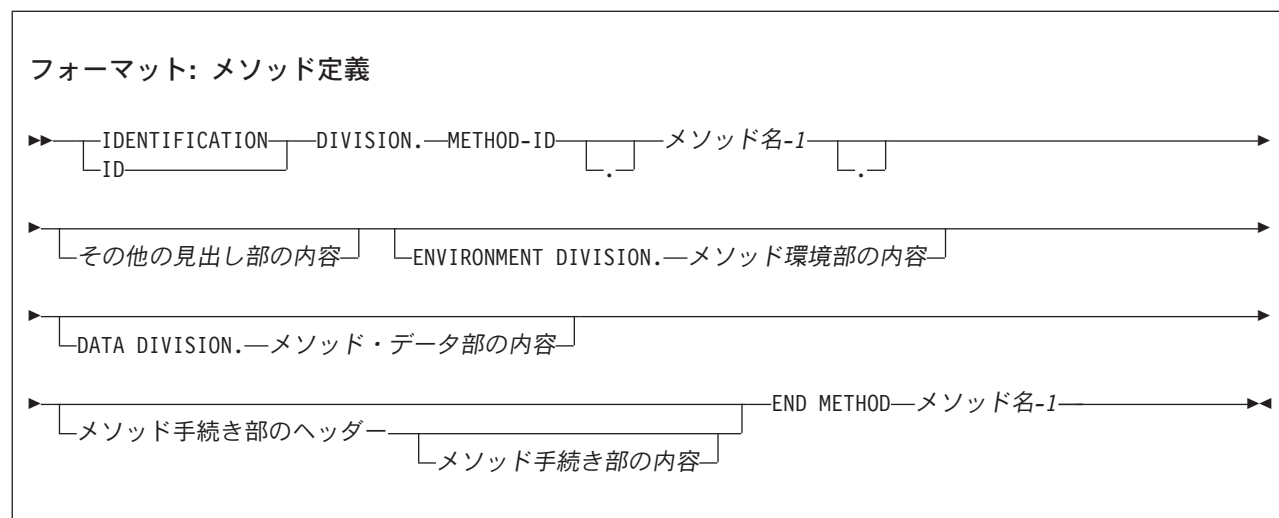 フォーマット: メソッド定義
IDENTIFICATION DIVISION. METHOD-ID . メソッド名-1 .
ID
その他の見出し部の内容 ENVIRONMENT DIVISION. メソッド環境部の内容
DATA DIVISION. メソッド・データ部の内容
END METHOD メソッド名-1
メソッド手続き部のヘッダー
メソッド手続き部の内容